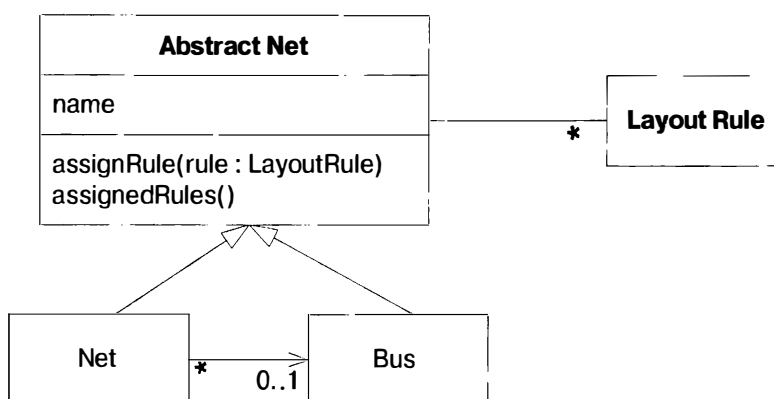 Abstract Net
name
assignRule(rule : LayoutRule)
assignedRules()
*
Layout Rule
Net
*
0..1
Bus